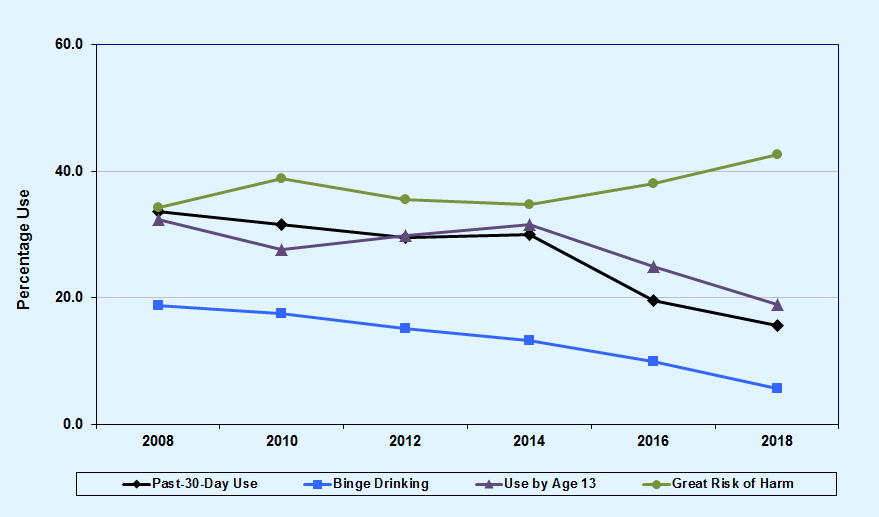 60.0
40.0
20.0
0.0
Percentage Use
2008 2010 2012 2014 2016 2018
Past-30-Day Use Binge Drinking Use by Age 13 Great Risk of Harm